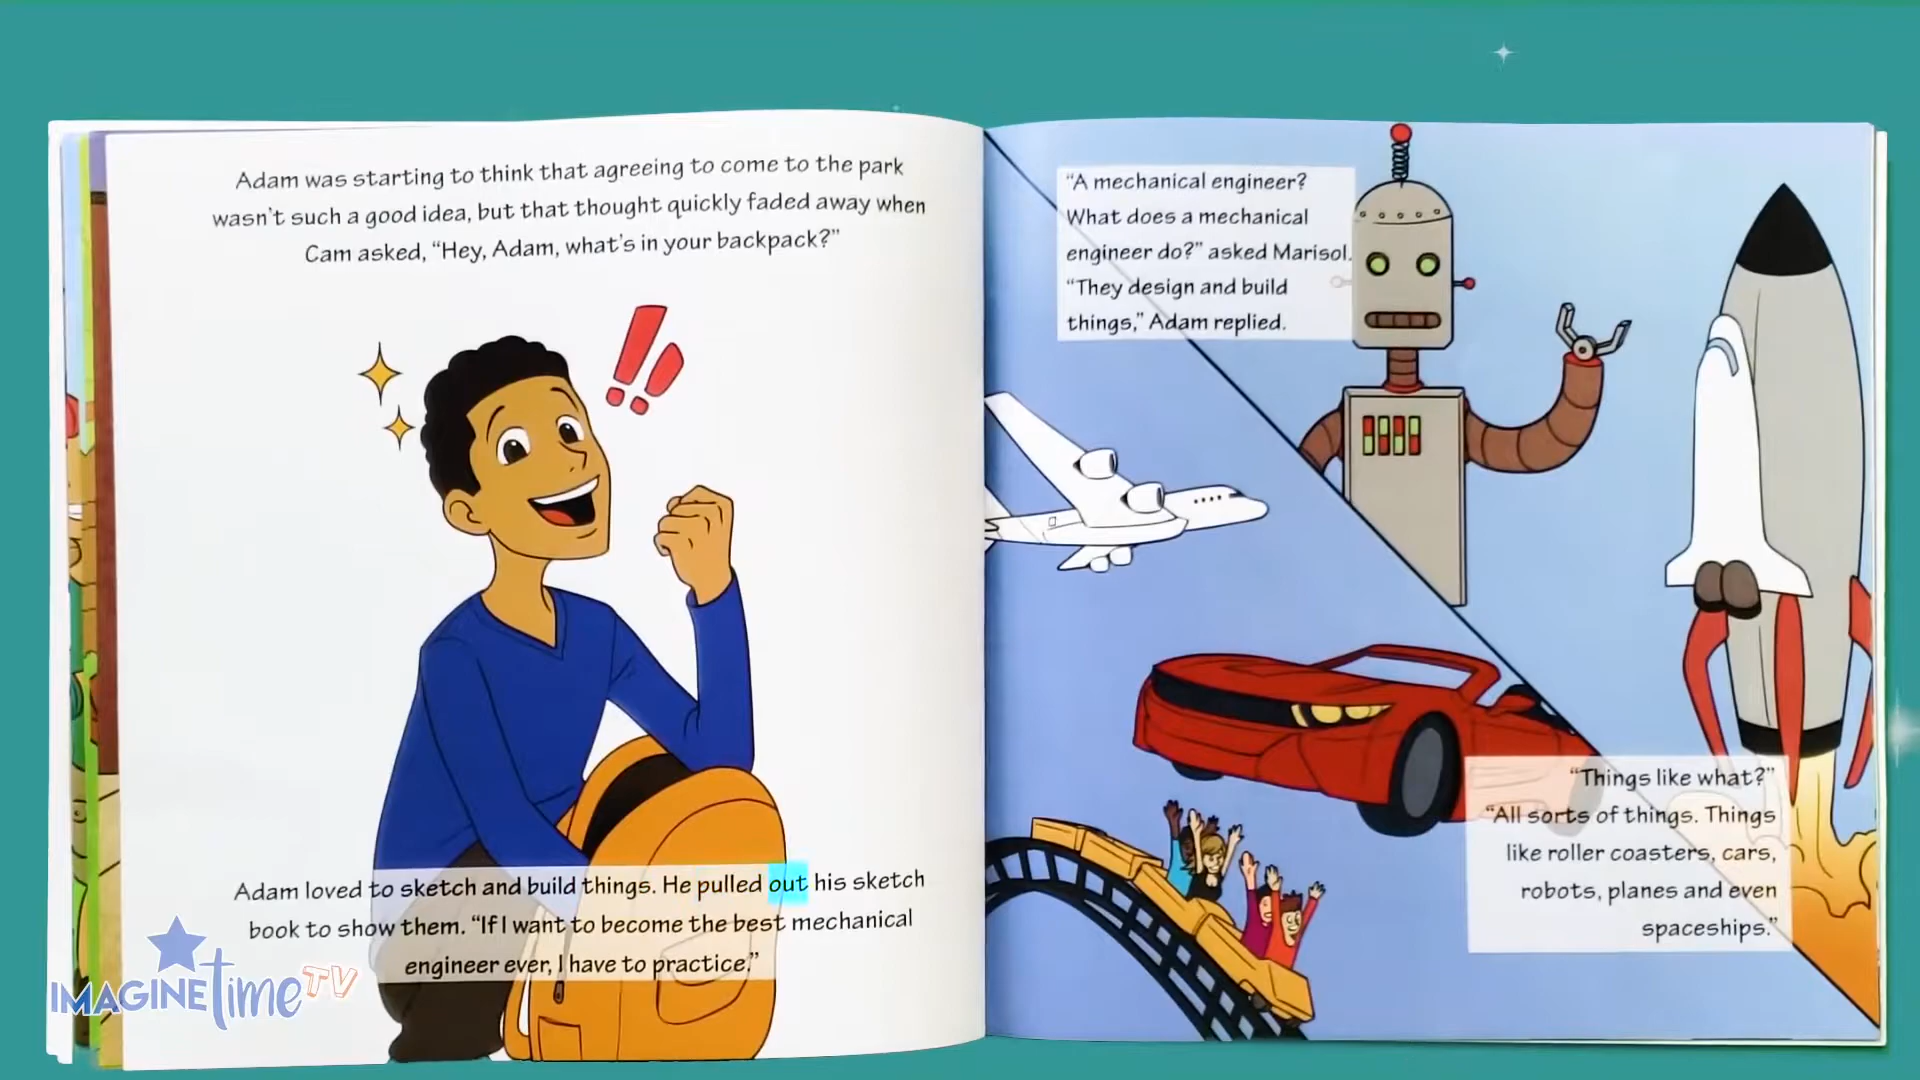 Adam was starting to think that agreeing to come to the park
wasn't such a good idea, but that thought quickly faded away when
Cam asked, “Hey, Adam, what's in your backpack?”
Adam loved to sketch and build things. He pulled out his sketch
book to show them. “If I want to become the best mechanical
engineer ever, I have to practice.”
“A mechanical engineer?
What does a mechanical
engineer do?” asked Marisol.
“They design and build
things,” Adam replied.
“Things like what?”
“All sorts of things. Things
like roller coasters, cars,
robots, planes and even
spaceships.”
IMAGINEtime TV